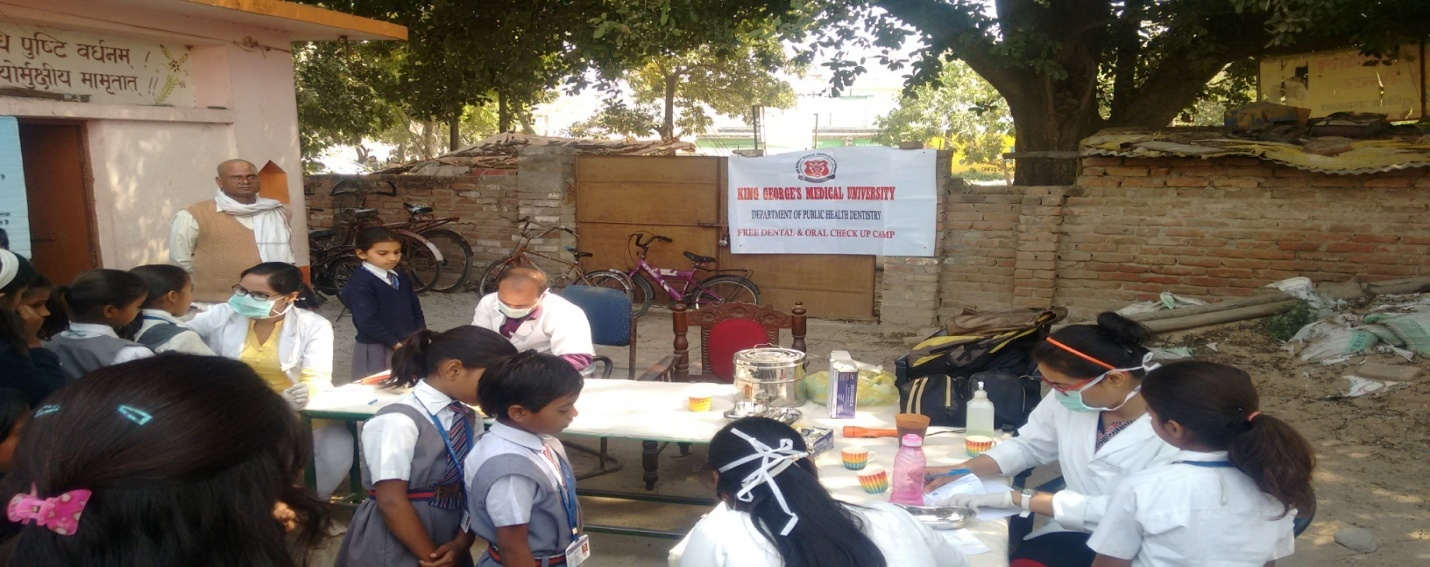 धि पुष्टि वर्धनम् !
योर्मुक्षीय मामृतात् !!
KING GEORGE'S MEDICAL UNIVERSITY
DEPARTMENT OF PUBLIC HEALTH DENTISTRY
FREE DENTAL & ORAL CHECK UP CAMP